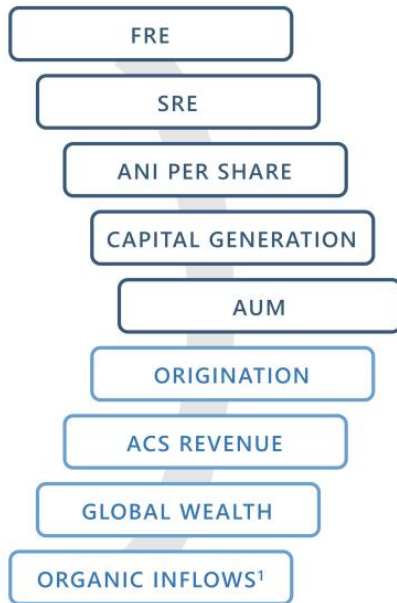 FRE
SRE
ANI PER SHARE
CAPITAL GENERATION
AUM
ORIGINATION
ACS REVENUE
GLOBAL WEALTH
ORGANIC INFLOWS¹